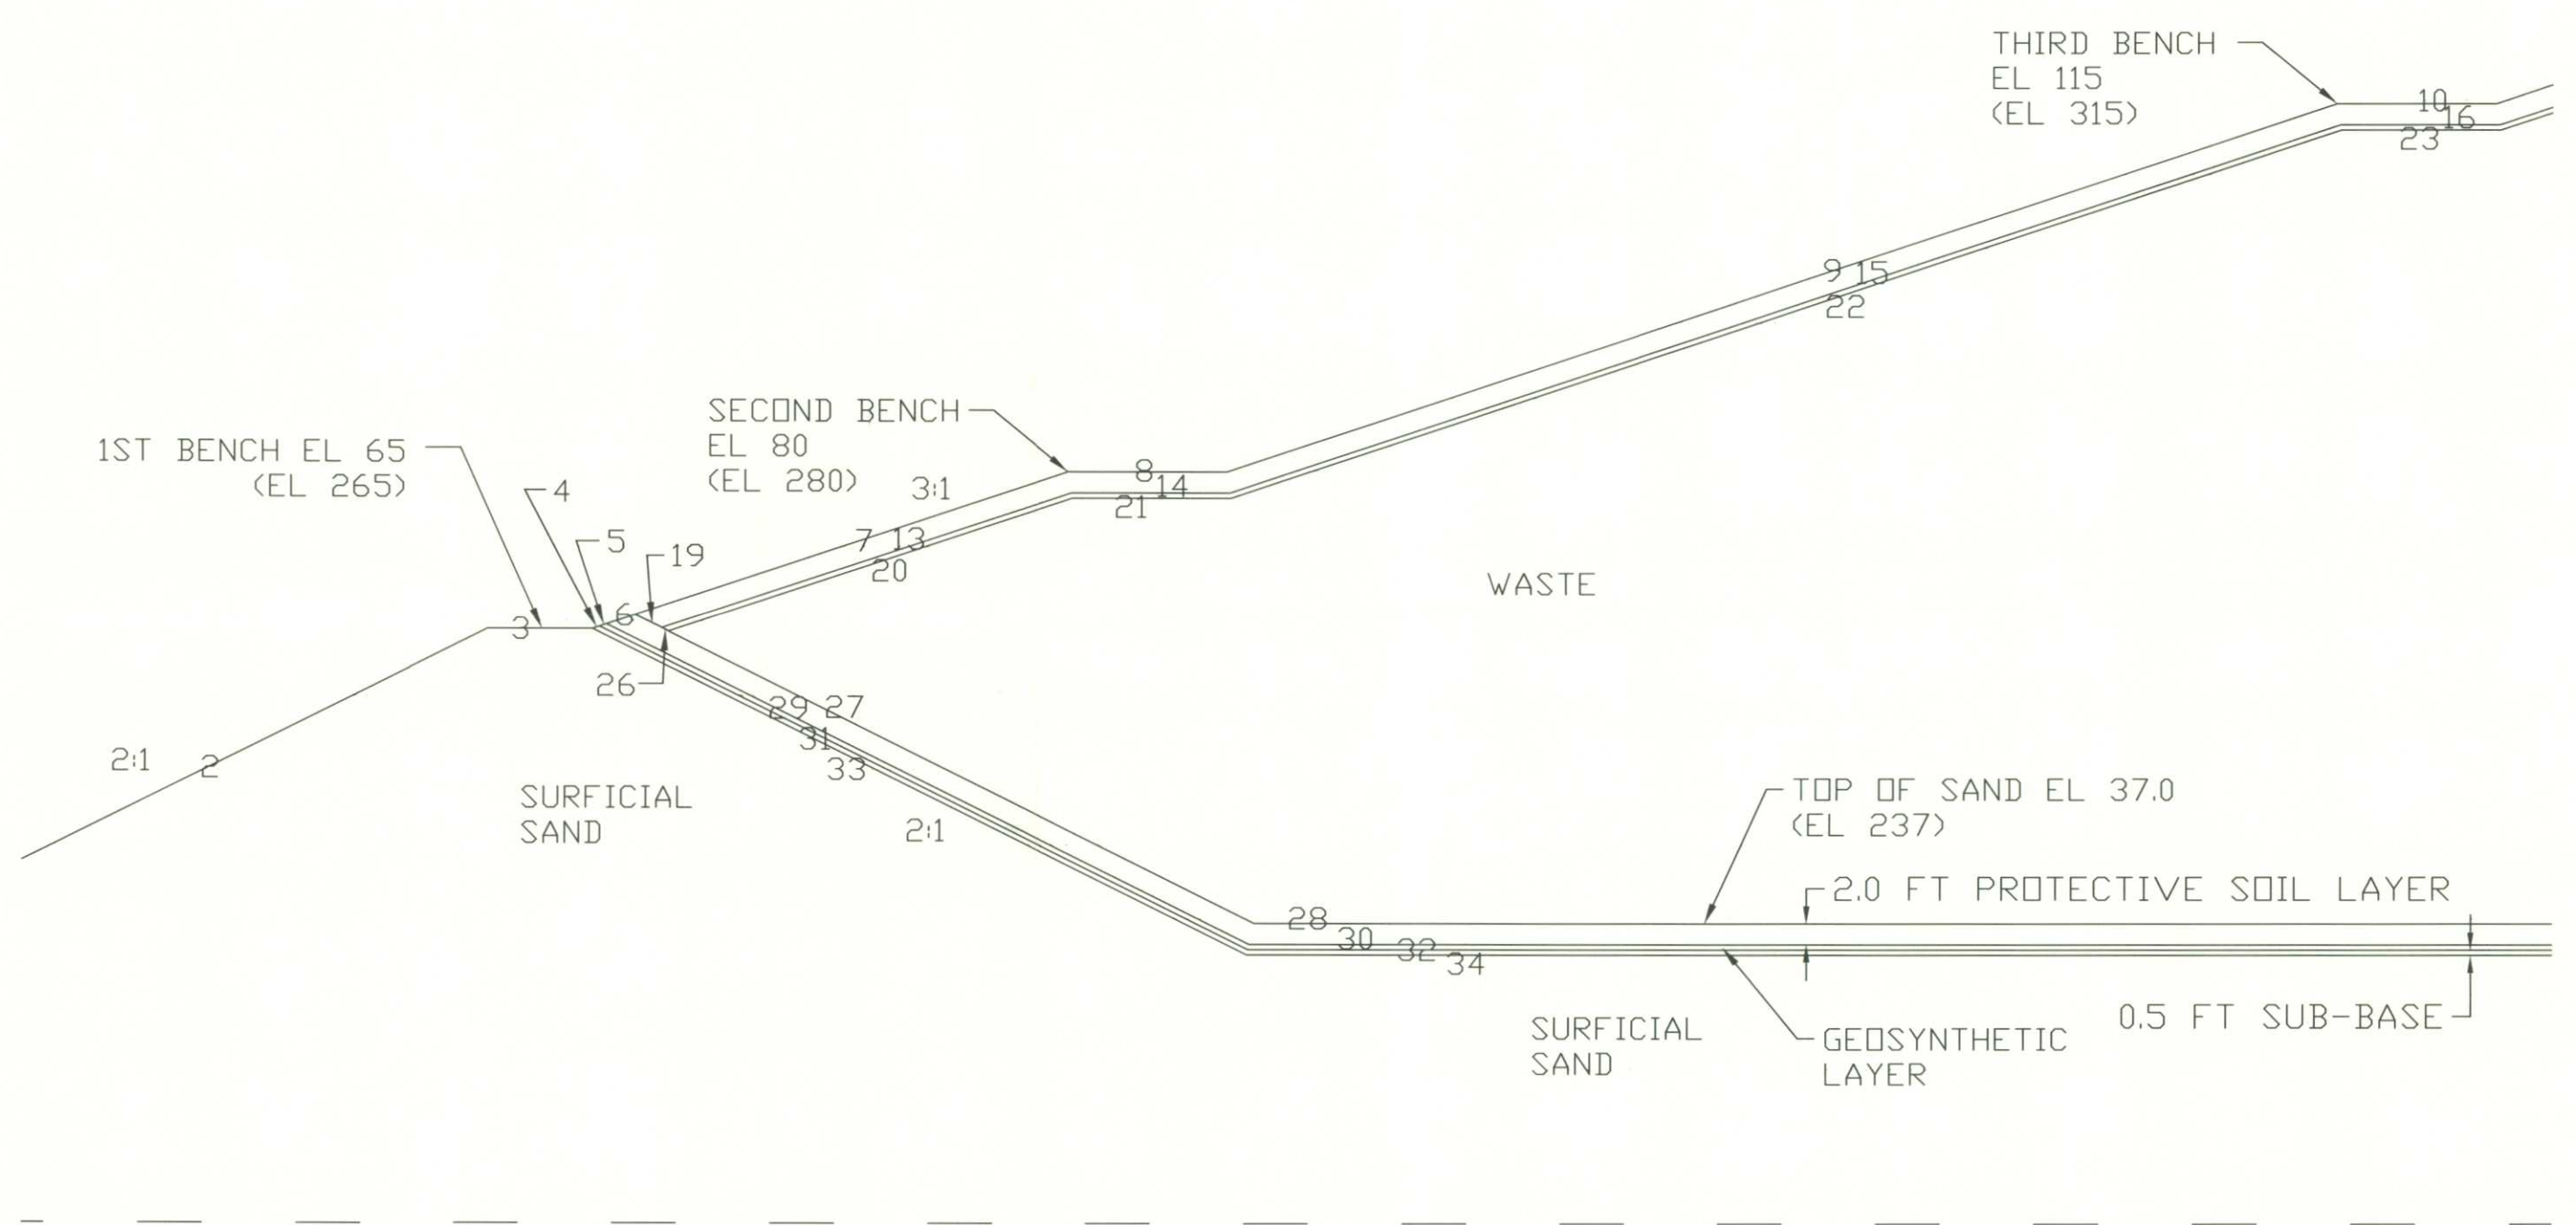 THIRD BENCH
EL 115
(EL 315)
10
16
23
9 15
22
SECOND BENCH
EL 80
(EL 280)
3:1
8
14
21
1ST BENCH EL 65
(EL 265)
4
5
19
7 13
20
6
3
WASTE
26
29 27
31
33
2:1
2
SURFICIAL
SAND
2:1
TOP OF SAND EL 37.0
(EL 237)
2.0 FT PROTECTIVE SOIL LAYER
28
30
32
34
0.5 FT SUB-BASE
SURFICIAL
SAND
GEOSYNTHETIC
LAYER